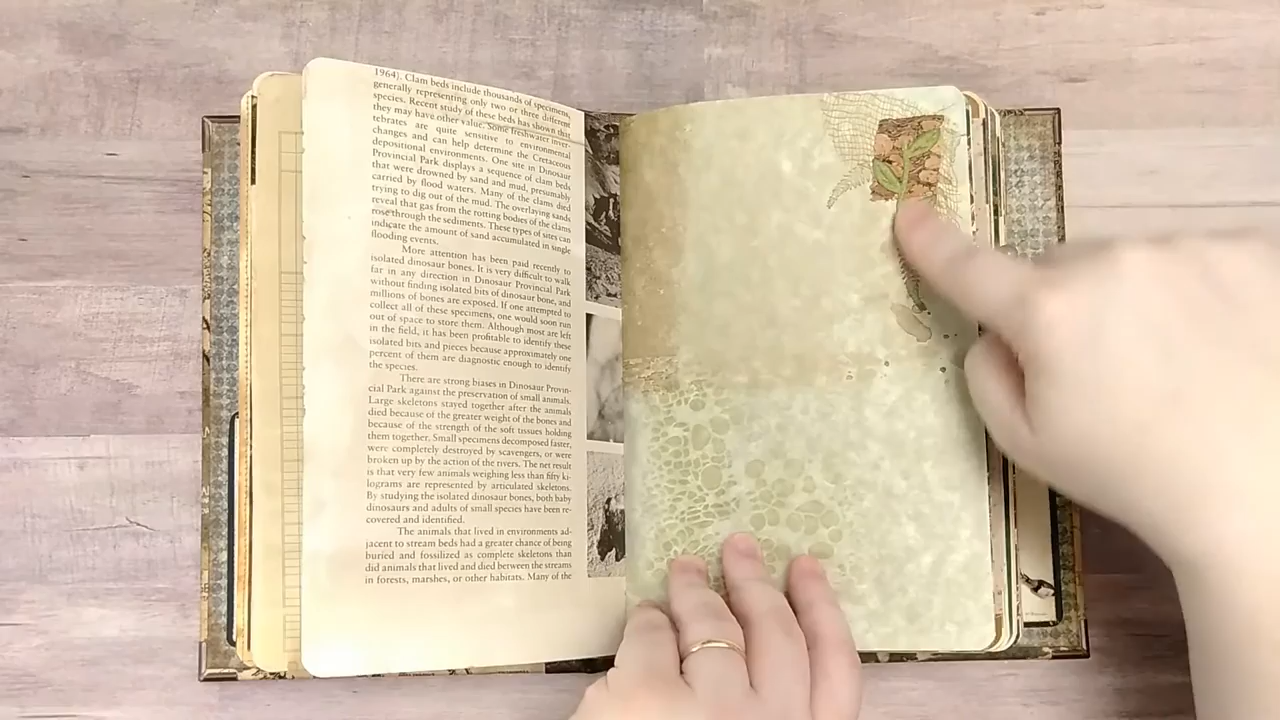 1964). Clam beds include thousands of specimens,
generally representing only two or three different
species. Recent study of these beds has shown that
they may have other value. Some freshwater inver-
tebrates are quite sensitive to environmental
changes and can help determine the Cretaceous
depositional environments. One site in Dinosaur
Provincial Park displays a sequence of clam beds
that were drowned by sand and mud, presumably
carried by flood waters. Many of the clams died
trying to dig out of the mud. The overlaying sands
reveal that gas from the rotting bodies of the clams
rose through the sediments. These types of sites can
indicate the amount of sand accumulated in single
flooding events.
More attention has been paid recently to
isolated dinosaur bones. It is very difficult to walk
far in any direction in Dinosaur Provincial Park
without finding isolated bits of dinosaur bone, and
millions of bones are exposed. If one attempted to
collect all of these specimens, one would soon run
out of space to store them. Although most are left
in the field, it has been profitable to identify these
isolated bits and pieces because approximately one
percent of them are diagnostic enough to identify
the species.
There are strong biases in Dinosaur Provin-
cial Park against the preservation of small animals.
Large skeletons stayed together after the animals
died because of the greater weight of the bones and
because of the strength of the soft tissues holding
them together. Small specimens decomposed faster,
were completely destroyed by scavengers, or were
broken up by the action of the rivers. The net result
is that very few animals weighing less than fifty ki-
lograms are represented by articulated skeletons.
By studying the isolated dinosaur bones, both baby
dinosaurs and adults of small species have been re-
covered and identified.
The animals that lived in environments ad-
jacent to stream beds had a greater chance of being
buried and fossilized as complete skeletons than
did animals that lived and died between the streams
in forests, marshes, or other habitats. Many of the